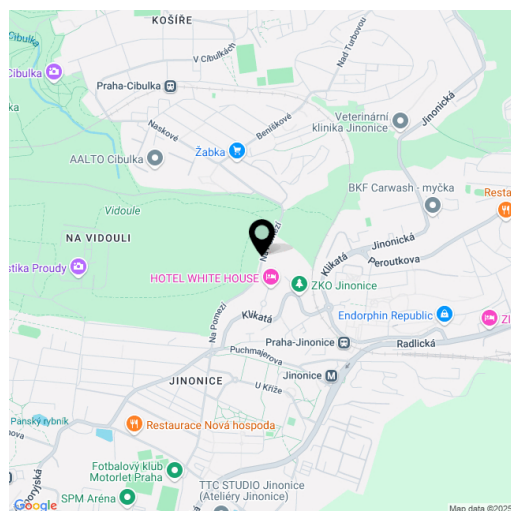 KOŠÍŘE
Cibulka
V Cibulkách
Nad Turbovou
Cibulka
Praha-Cibulka
Jinonická
Naskové
Beníškové
Veterinární
klinika Jinonice
Žabka
AALTO Cibulka
BKF Carwash - myčka
Resta
Vidoule
NA VIDOULI
Jinonická
Peroutkova
Klikatá
HOTEL WHITE HOUSE
ZKO Jinonice
Na Pomezí
Klikatá
Endorphin Republic
Praha-Jinonice
Radlická
Puchmajerova
Jinonice
JINONICE
U Kříže
Panský rybník
Restaurace Nová hospoda
Fotbalový klub
Motorlet Praha
SPM Aréna
TTC STUDIO Jinonice
(Ateliéry Jinonice)
Google
Map data ©2025